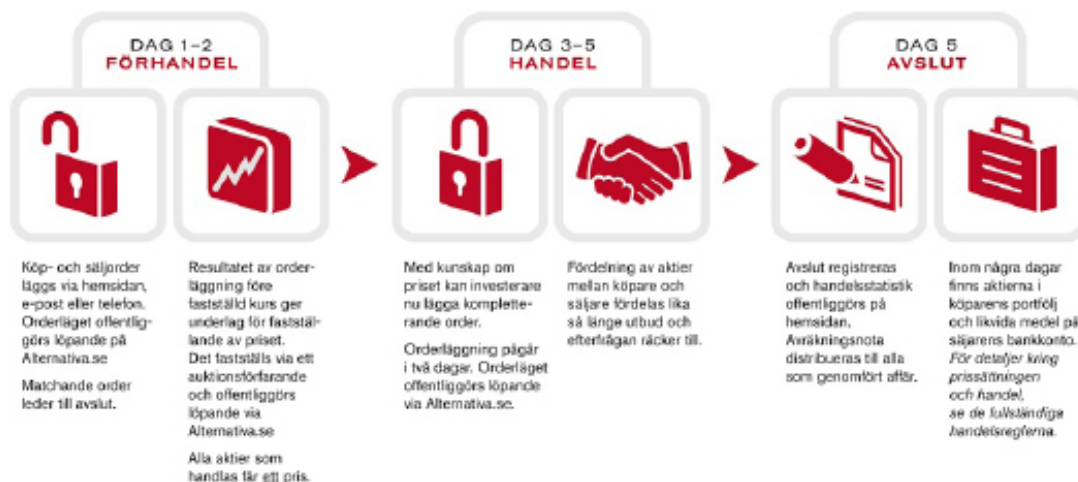 DAG 1–2
FÖRHANDEL
DAG 3–5
HANDEL
DAG 5
AVSLUT
Köp- och säljorder
läggs via hemsidan,
e-post eller telefon.
Orderläget offentlig-
görs löpande på
Alternativa.se
Matchande order
leder till avslut.
Resultatet av order-
läggning före
fastställd kurs ger
underlag för faststäl-
lande av priset.
Det fastställs via ett
auktionsförfarande
och offentliggörs
löpande via
Alternativa.se
Alla aktier som
handlas får ett pris.
Med kunskap om
priset kan investerare
nu lägga komplette-
rande order.
Orderläggning pågår
i två dagar. Orderläget
offentliggörs löpande
via Alternativa.se.
Fördelning av aktier
mellan köpare och
säljare fördelas lika
så länge utbud och
efterfrågan räcker till.
Avslut registreras
och handelsstatistik
offentliggörs på
hemsidan.
Avräkningsnota
distribueras till alla
som genomfört affär.
Inom några dagar
finns aktierna i
köparens portfölj
och likvida medel på
säljarens bankkonto.
För detaljer kring
prissättningen
och handel,
se de fullständiga
handelsreglerna.